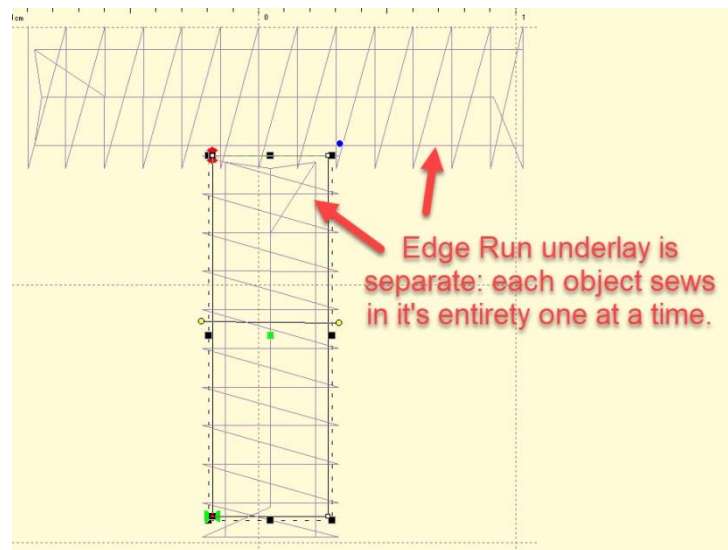 cm 0 1
Edge Run underlay is
separate: each object sews
in it's entirety one at a time.